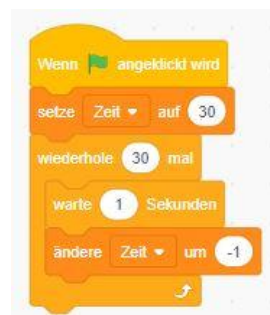 Wenn angeklickt wird
setze Zeit auf 30
wiederhole 30 mal
warte 1 Sekunden
ändere Zeit um -1